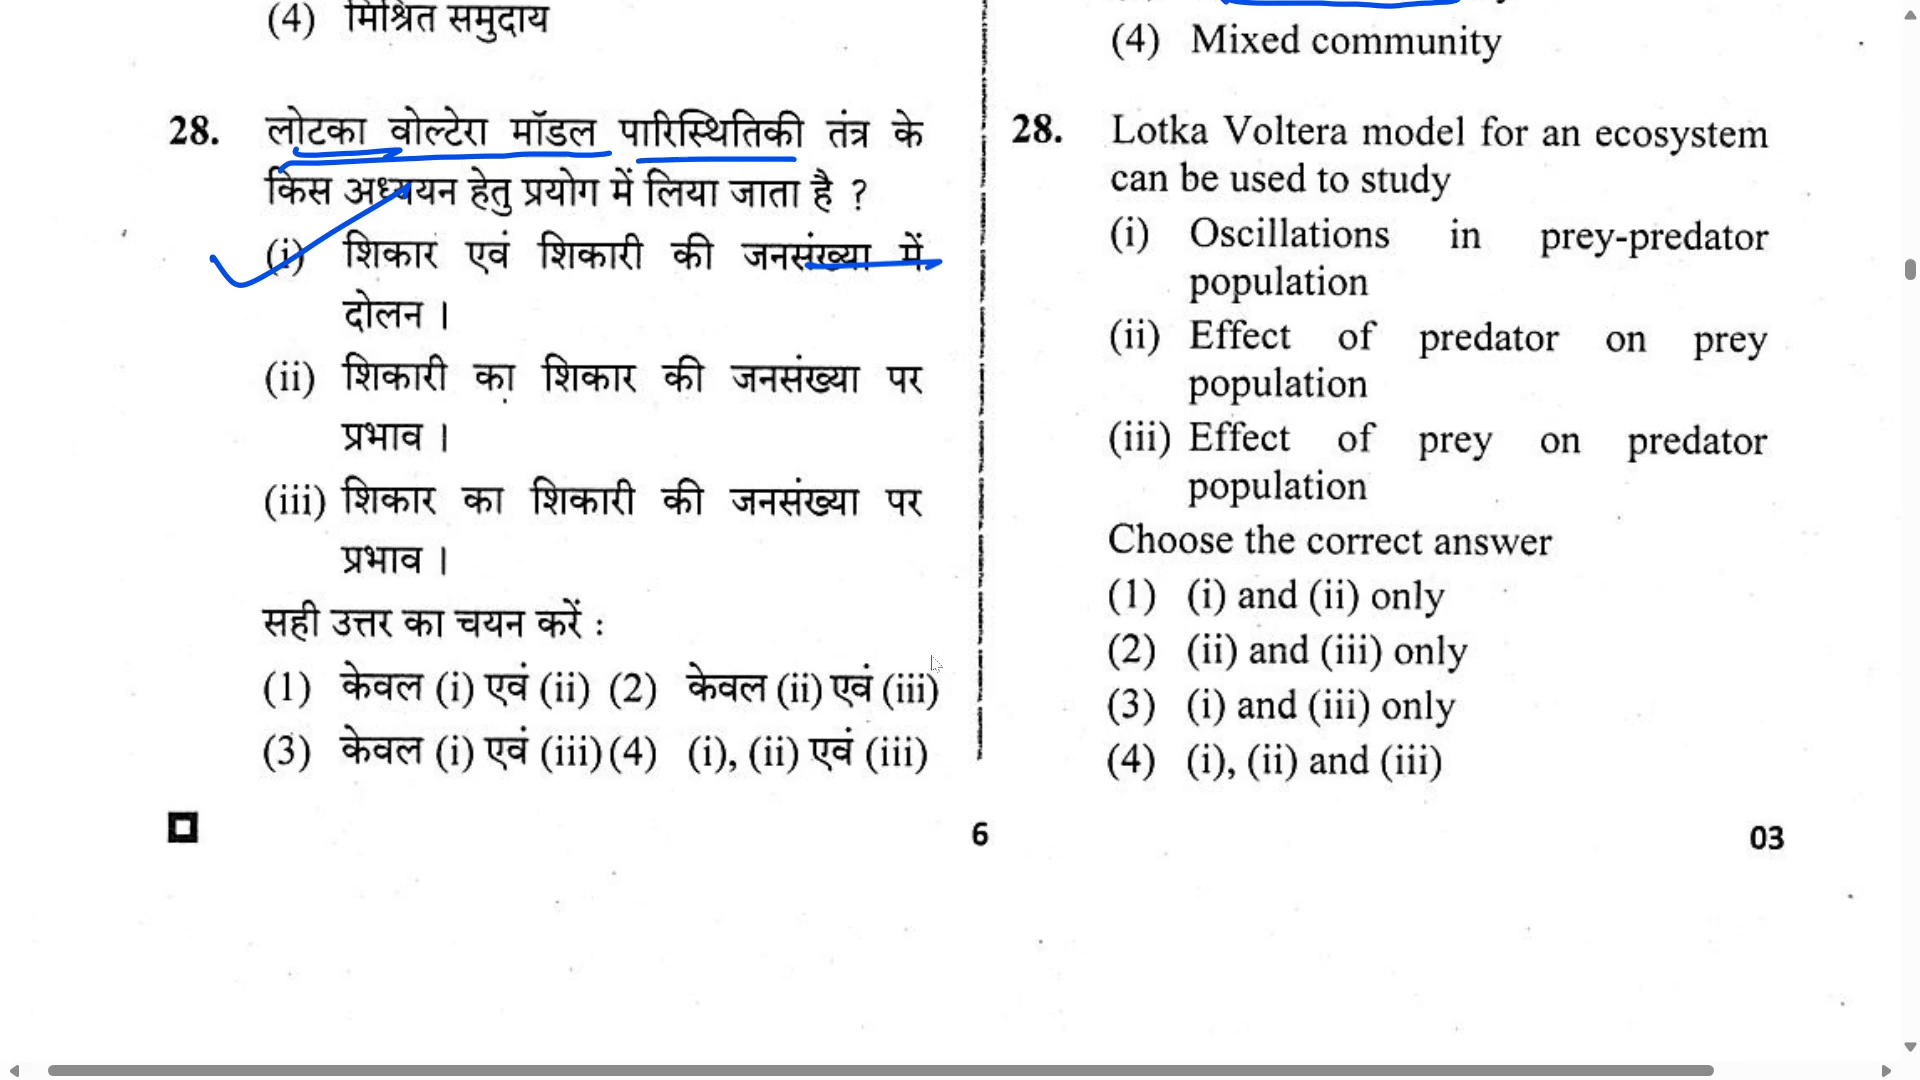 (4) मिश्रित समुदाय
28. लोटका वोल्टेरा मॉडल पारिस्थितिकी तंत्र के
किस अध्ययन हेतु प्रयोग में लिया जाता है ?
(i) शिकार एवं शिकारी की जनसंख्या में
दोलन ।
(ii) शिकारी का शिकार की जनसंख्या पर
प्रभाव ।
(iii) शिकार का शिकारी की जनसंख्या पर
प्रभाव ।
सही उत्तर का चयन करें :
(1) केवल (i) एवं (ii) (2) केवल (ii) एवं (iii)
(3) केवल (i) एवं (iii) (4) (i), (ii) एवं (iii)
(4) Mixed community
28. Lotka Voltera model for an ecosystem
can be used to study
(i) Oscillations in prey-predator
population
(ii) Effect of predator on prey
population
(iii) Effect of prey on predator
population
Choose the correct answer
(1) (i) and (ii) only
(2) (ii) and (iii) only
(3) (i) and (iii) only
(4) (i), (ii) and (iii)
6
03